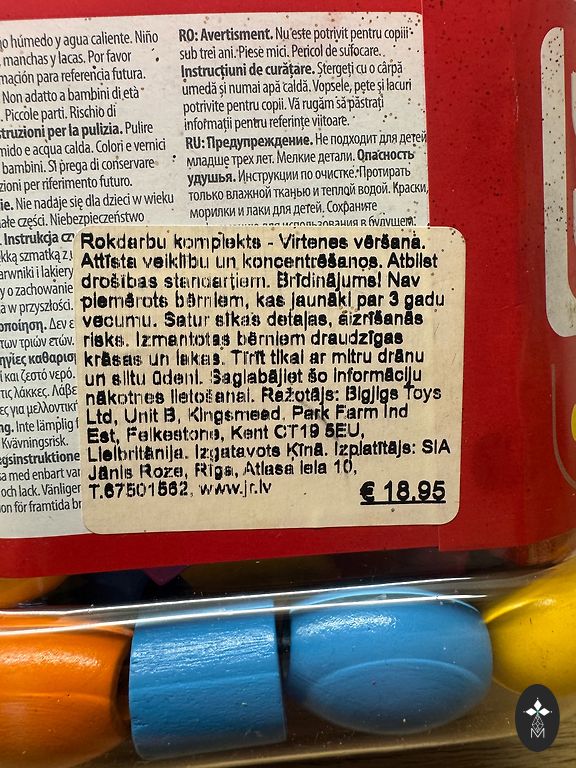 o húmedo y agua caliente. Niño
manchas y lacas. Por favor
mación para referencia futura.
Non adatto a bambini di età
Piccole parti. Rischio di
struzioni per la pulizia. Pulire
mido e acqua calda. Colori e vernici
bambini. Si prega di conservare
zioni per riferimento futuro.
ie. Nie nadaje się dla dzieci w wieku
ałe części. Niebezpieczeństwo
RO: Avertisment. Nu este potrivit pentru copiii
sub trei ani. Piese mici. Pericol de sufocare.
Instrucțiuni de curățare. Ștergeți cu o cârpă
umedă și numai apă caldă. Vopsele, pete și lacuri
potrivite pentru copii. Vă rugăm să păstrați
informații pentru referințe viitoare.
RU: Предупреждение. Не подходит для детей
младше трех лет. Мелкие детали. Опасность
удушья. Инструкции по очистке. Протирать
только влажной тканью и теплой водой. Краски,
морилки и лаки для детей. Сохраните
для использования в будущем.
Instrukcja cz
kką szmatką z
arwniki i lakiery
y o zachowanie
a w przyszłości.
οποίηση. Δεν ε
των τριών ετών.
ηγίες καθαρισ
ί και ζεστό νερό.
τις λάκκες. Λάβε
ες για μελλοντική
ng. Inte lämplig f
Kvävningsrisk.
gsinstruktione
sa med enbart var
och lack. Vänligen
on för framtida br
Rokdarbu komplekts - Virtenes vēršana.
Attīsta veiklību un koncentrēšanos. Atbilst
drošības standartiem. Brīdinājums! Nav
piemērots bērniem, kas jaunāki par 3 gadu
vecumu. Satur sīkas detaļas, aizrīšanās
risks. Izmantotas bērniem draudzīgas
krāsas un lakas. Tīrīt tikai ar mitru drānu
un siltu ūdeni. Saglabājiet šo informāciju
nākotnes lietošanai. Ražotājs: Bigjigs Toys
Ltd, Unit B, Kingsmead. Park Farm Ind
Est, Folkestone, Kent CT19 5EU,
Lielbritānija. Izgatavots Ķīnā. Izplatītājs: SIA
Jānis Roze, Rīga, Atlasa iela 10,
T.67501562, www.jr.lv
€ 18.95